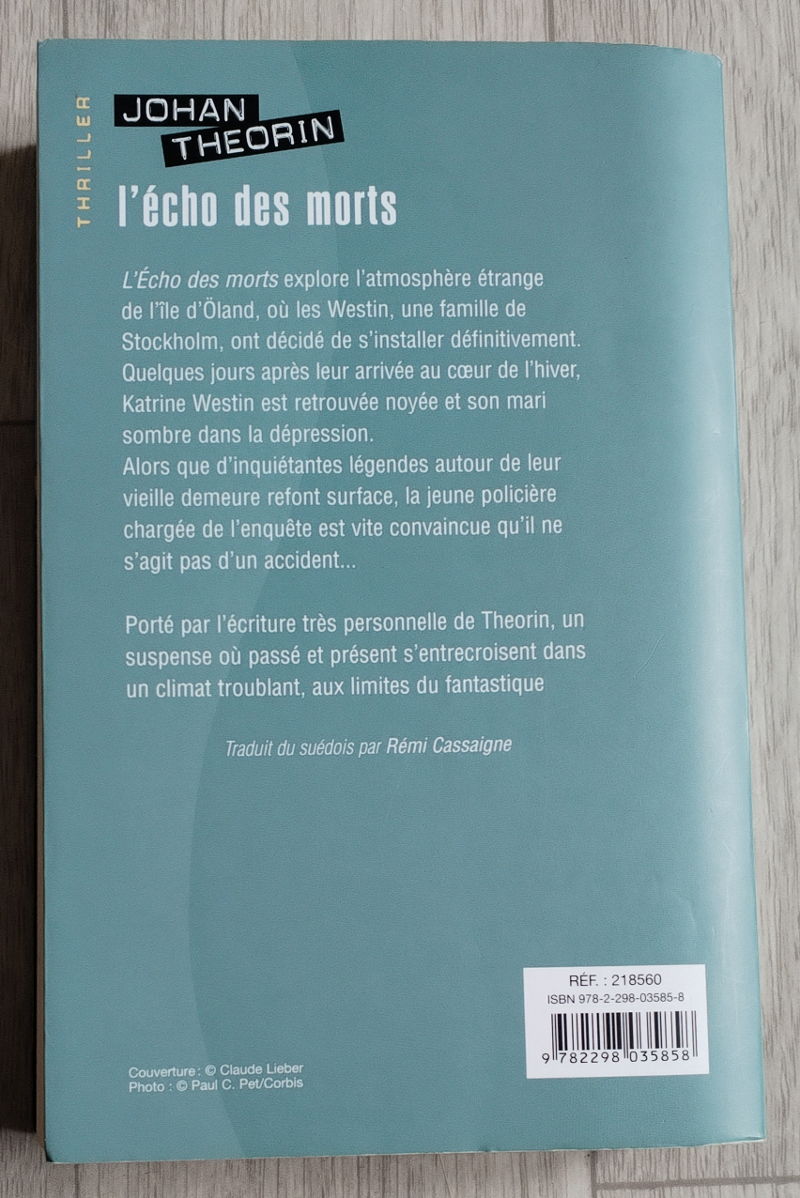 THRILLER
JOHAN
THEORIN
l'écho des morts
L'Écho des morts explore l'atmosphère étrange
de l'île d'Öland, où les Westin, une famille de
Stockholm, ont décidé de s'installer définitivement.
Quelques jours après leur arrivée au cœur de l'hiver,
Katrine Westin est retrouvée noyée et son mari
sombre dans la dépression.
Alors que d'inquiétantes légendes autour de leur
vieille demeure refont surface, la jeune policière
chargée de l'enquête est vite convaincue qu'il ne
s'agit pas d'un accident...
Porté par l'écriture très personnelle de Theorin, un
suspense où passé et présent s'entrecroisent dans
un climat troublant, aux limites du fantastique
Traduit du suédois par Rémi Cassaigne
RÉF. : 218560
ISBN 978-2-298-03585-8
9 782298 035858
Couverture : © Claude Lieber
Photo : © Paul C. Pet/Corbis